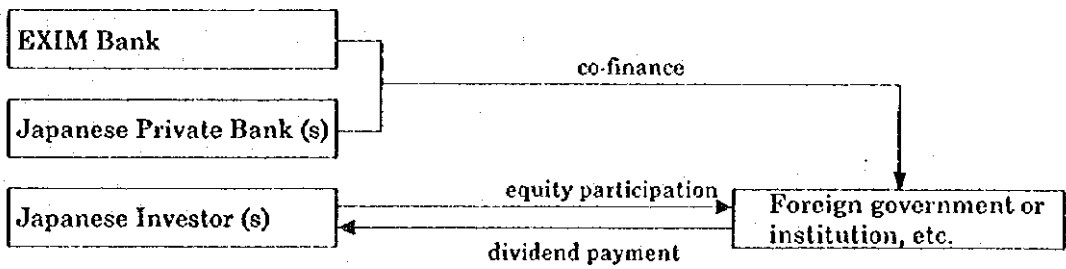 EXIM Bank
co-finance
Japanese Private Bank (s)
equity participation
Japanese Investor (s)
Foreign government or
institution, etc.
dividend payment